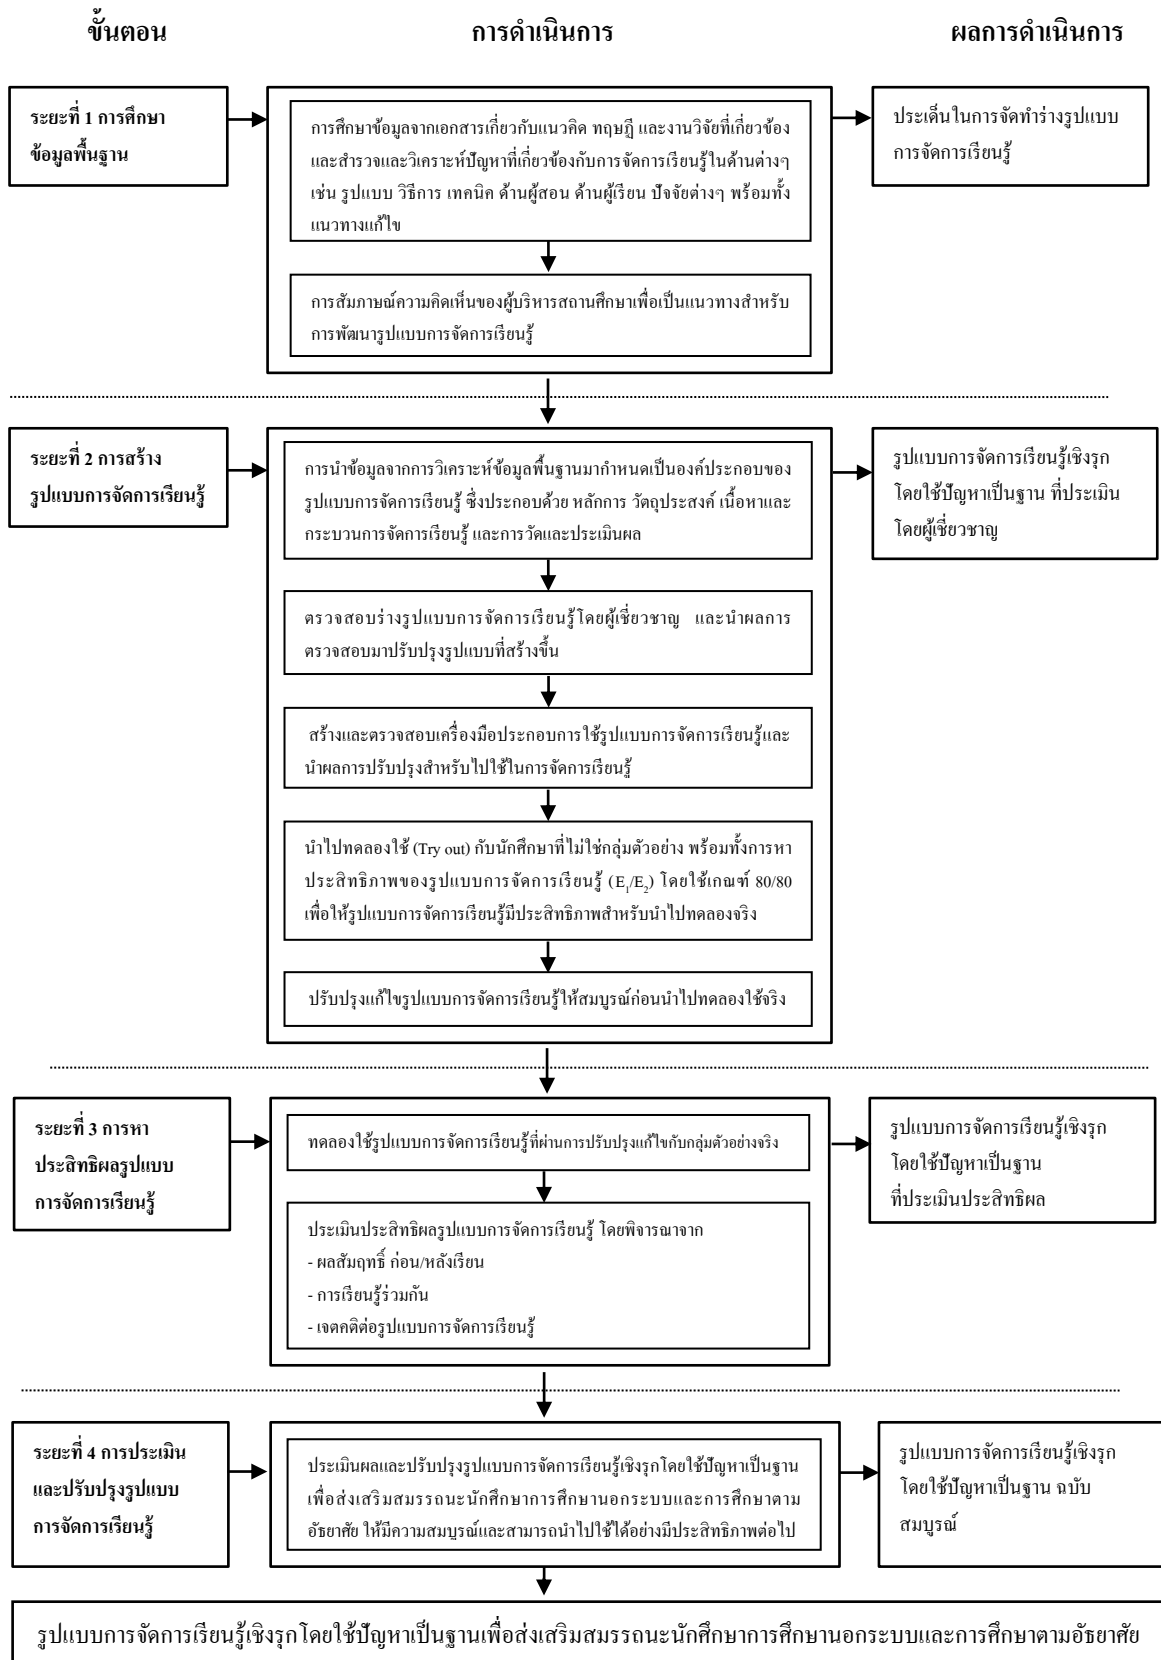 ขั้นตอน
การดำเนินการ
ผลการดำเนินการ
ระยะที่ 1 การศึกษา
ข้อมูลพื้นฐาน
การศึกษาข้อมูลจากเอกสารเกี่ยวกับแนวคิด ทฤษฎี และงานวิจัยที่เกี่ยวข้อง
และสำรวจและวิเคราะห์ปัญหาที่เกี่ยวข้องกับการจัดการเรียนรู้ในด้านต่างๆ
เช่น รูปแบบ วิธีการ เทคนิค ด้านผู้สอน ด้านผู้เรียน ปัจจัยต่างๆ พร้อมทั้ง
แนวทางแก้ไข
การสัมภาษณ์ความคิดเห็นของผู้บริหารสถานศึกษาเพื่อเป็นแนวทางสำหรับ
การพัฒนารูปแบบการจัดการเรียนรู้
ประเด็นในการจัดทำร่างรูปแบบ
การจัดการเรียนรู้
ระยะที่ 2 การสร้าง
รูปแบบการจัดการเรียนรู้
การนำข้อมูลจากการวิเคราะห์ข้อมูลพื้นฐานมากำหนดเป็นองค์ประกอบของ
รูปแบบการจัดการเรียนรู้ ซึ่งประกอบด้วย หลักการ วัตถุประสงค์ เนื้อหาและ
กระบวนการจัดการเรียนรู้ และการวัดและประเมินผล
ตรวจสอบร่างรูปแบบการจัดการเรียนรู้โดยผู้เชี่ยวชาญ และนำผลการ
ตรวจสอบมาปรับปรุงรูปแบบที่สร้างขึ้น
สร้างและตรวจสอบเครื่องมือประกอบการใช้รูปแบบการจัดการเรียนรู้และ
นำผลการปรับปรุงสำหรับไปใช้ในการจัดการเรียนรู้
นำไปทดลองใช้ (Try out) กับนักศึกษาที่ไม่ใช่กลุ่มตัวอย่าง พร้อมทั้งการหา
ประสิทธิภาพของรูปแบบการจัดการเรียนรู้ (E₁/E₂) โดยใช้เกณฑ์ 80/80
เพื่อให้รูปแบบการจัดการเรียนรู้มีประสิทธิภาพสำหรับนำไปทดลองจริง
ปรับปรุงแก้ไขรูปแบบการจัดการเรียนรู้ให้สมบูรณ์ก่อนนำไปทดลองใช้จริง
รูปแบบการจัดการเรียนรู้เชิงรุก
โดยใช้ปัญหาเป็นฐาน ที่ประเมิน
โดยผู้เชี่ยวชาญ
ระยะที่ 3 การหา
ประสิทธิผลรูปแบบ
การจัดการเรียนรู้
ทดลองใช้รูปแบบการจัดการเรียนรู้ที่ผ่านการปรับปรุงแก้ไขกับกลุ่มตัวอย่างจริง
ประเมินประสิทธิผลรูปแบบการจัดการเรียนรู้ โดยพิจารณาจาก
- ผลสัมฤทธิ์ ก่อน/หลังเรียน
- การเรียนรู้ร่วมกัน
- เจตคติต่อรูปแบบการจัดการเรียนรู้
รูปแบบการจัดการเรียนรู้เชิงรุก
โดยใช้ปัญหาเป็นฐาน
ที่ประเมินประสิทธิผล
ระยะที่ 4 การประเมิน
และปรับปรุงรูปแบบ
การจัดการเรียนรู้
ประเมินผลและปรับปรุงรูปแบบการจัดการเรียนรู้เชิงรุกโดยใช้ปัญหาเป็นฐาน
เพื่อส่งเสริมสมรรถนะนักศึกษาการศึกษานอกระบบและการศึกษาตาม
อัธยาศัย ให้มีความสมบูรณ์และสามารถนำไปใช้ได้อย่างมีประสิทธิภาพต่อไป
รูปแบบการจัดการเรียนรู้เชิงรุก
โดยใช้ปัญหาเป็นฐาน ฉบับ
สมบูรณ์
รูปแบบการจัดการเรียนรู้เชิงรุกโดยใช้ปัญหาเป็นฐานเพื่อส่งเสริมสมรรถนะนักศึกษาการศึกษานอกระบบและการศึกษาตามอัธยาศัย